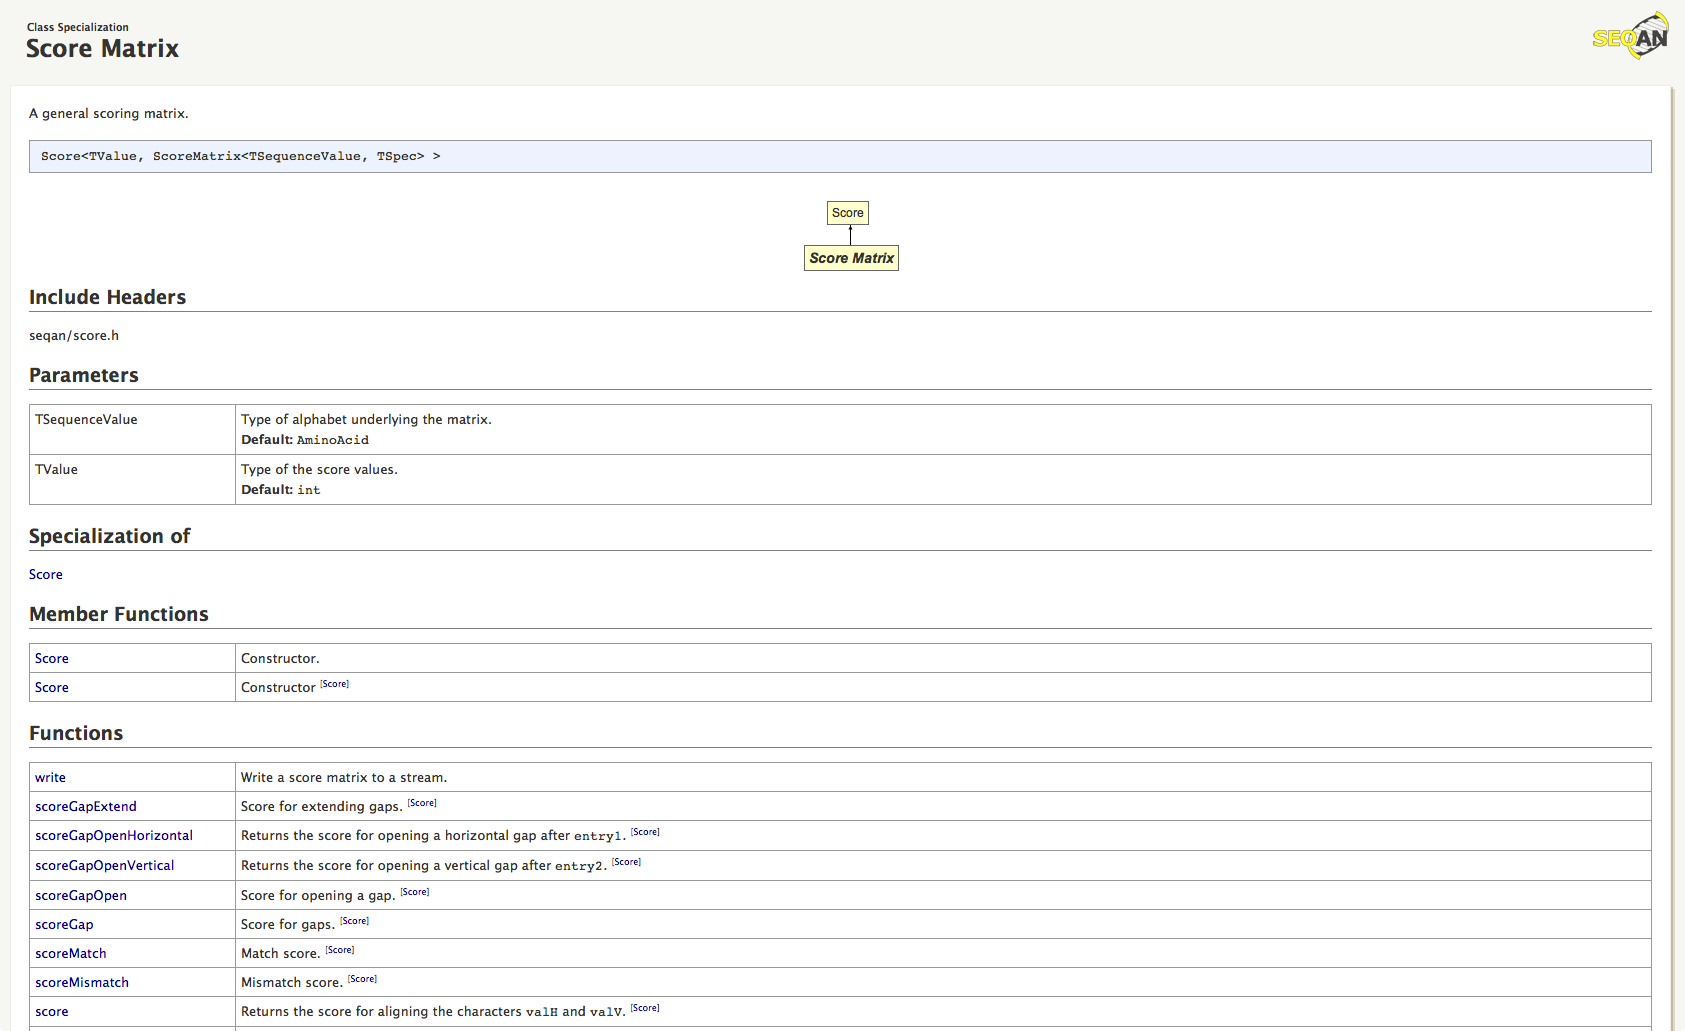 Class Specialization
Score Matrix
SEQAN
A general scoring matrix.
Score<TValue, ScoreMatrix<TSequenceValue, TSpec> >
Score
Score Matrix
Include Headers
seqan/score.h
Parameters
TSequenceValue Type of alphabet underlying the matrix.
Default: AminoAcid
TValue Type of the score values.
Default: int
Specialization of
Score
Member Functions
Score Constructor.
Score Constructor [Score]
Functions
write Write a score matrix to a stream.
scoreGapExtend Score for extending gaps. [Score]
scoreGapOpenHorizontal Returns the score for opening a horizontal gap after entry1. [Score]
scoreGapOpenVertical Returns the score for opening a vertical gap after entry2. [Score]
scoreGapOpen Score for opening a gap. [Score]
scoreGap Score for gaps. [Score]
scoreMatch Match score. [Score]
scoreMismatch Mismatch score. [Score]
score Returns the score for aligning the characters valH and valV. [Score]